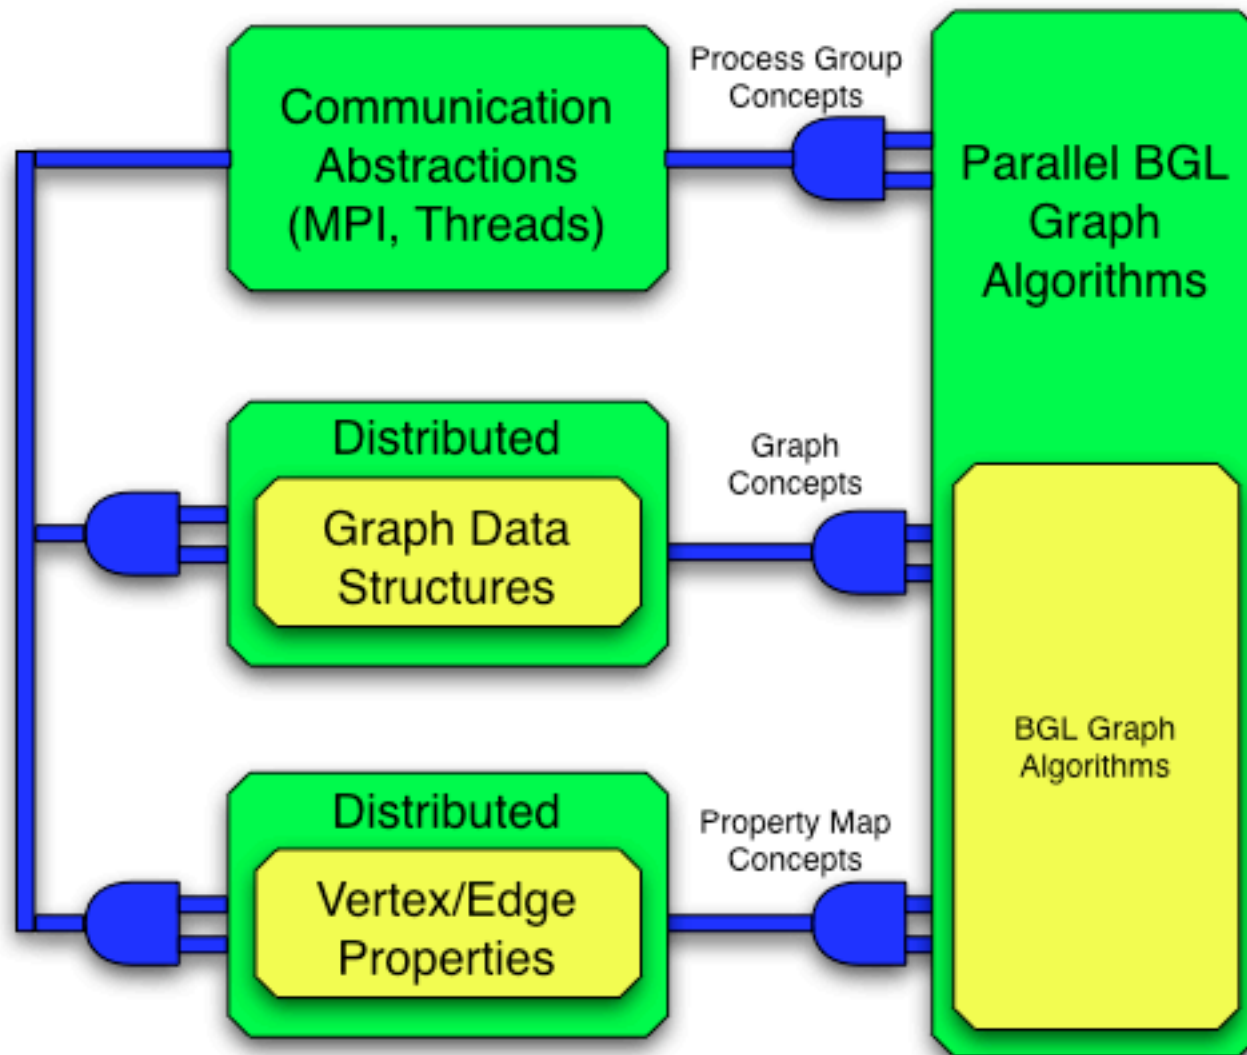 Communication
Abstractions
(MPI, Threads)
Process Group
Concepts
Parallel BGL
Graph
Algorithms
Distributed
Graph Data
Structures
Graph
Concepts
BGL Graph
Algorithms
Distributed
Vertex/Edge
Properties
Property Map
Concepts